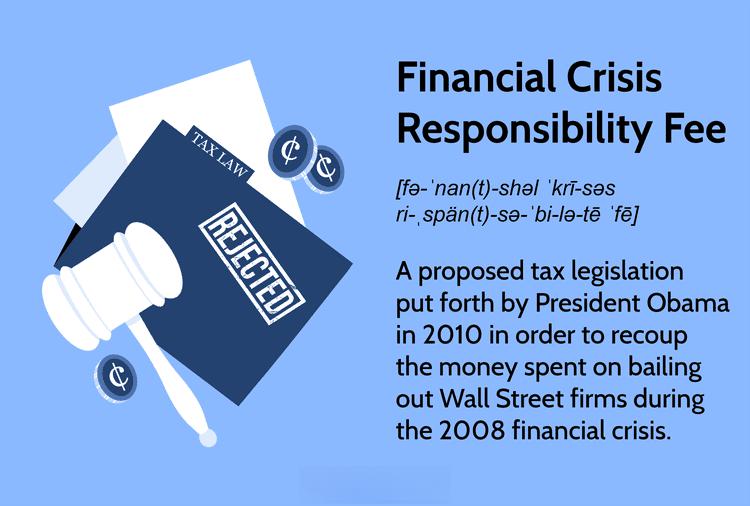 Financial Crisis
Responsibility Fee
[fə-ˈnan(t)-shəl ˈkrī-səs
ri-ˌspän(t)-sə-ˈbi-lə-tē ˈfē]
A proposed tax legislation
put forth by President Obama
in 2010 in order to recoup
the money spent on bailing
out Wall Street firms during
the 2008 financial crisis.
TAX LAW
REJECTED
¢
¢
¢